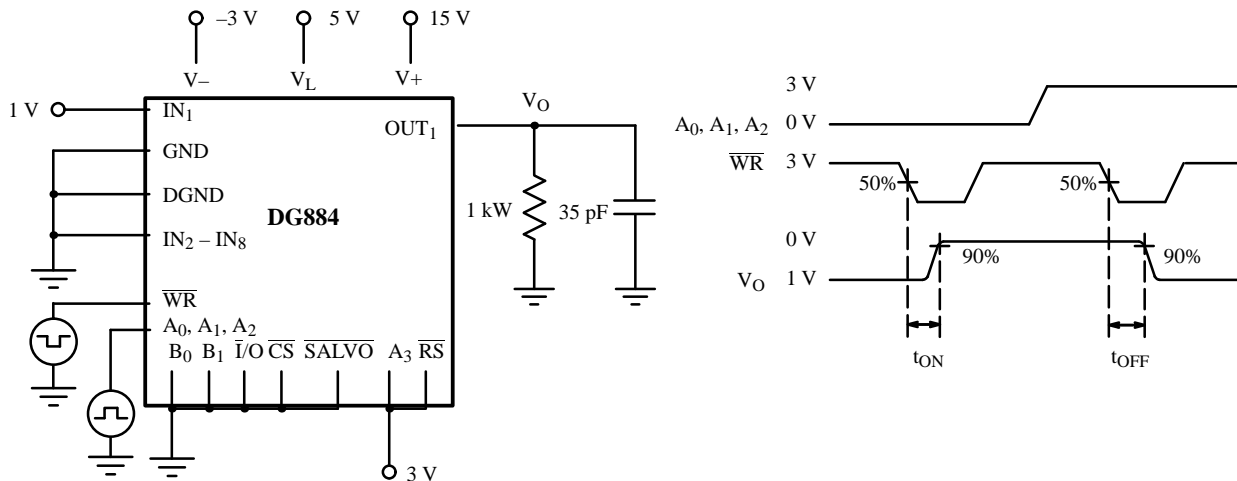 –3 V
5 V
15 V
V–
VL
V+
1 V
IN1
OUT1
VO
GND
DGND
DG884
IN2 – IN8
1 kW
35 pF
WR
A0, A1, A2
B0
B1
I/O
CS
SALVO
A3
RS
3 V
3 V
A0, A1, A2
0 V
WR
3 V
50%
50%
0 V
90%
90%
VO
1 V
tON
tOFF